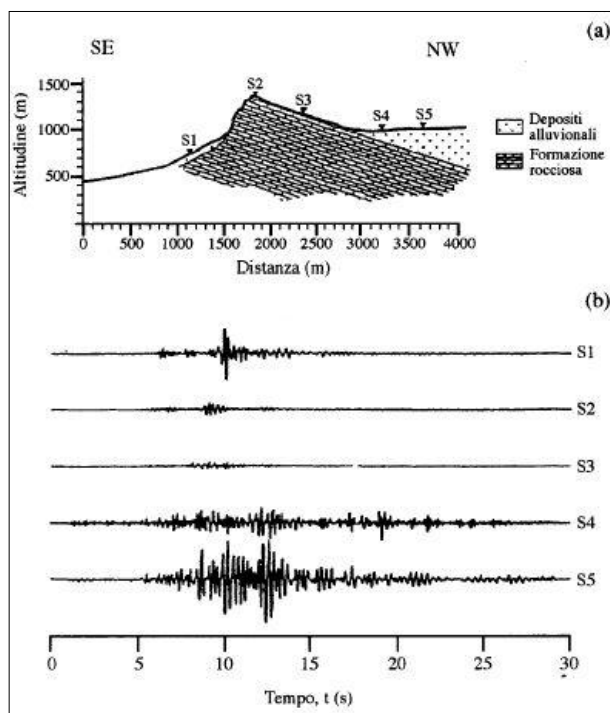 (a)
SE
NW
Altitudine (m)
1500
1000
500
0
S1
S2
S3
S4
S5
0 500 1000 1500 2000 2500 3000 3500 4000
Distanza (m)
Depositi
alluvionali
Formazione
rocciosa
(b)
S1
S2
S3
S4
S5
0 5 10 15 20 25 30
Tempo, t (s)